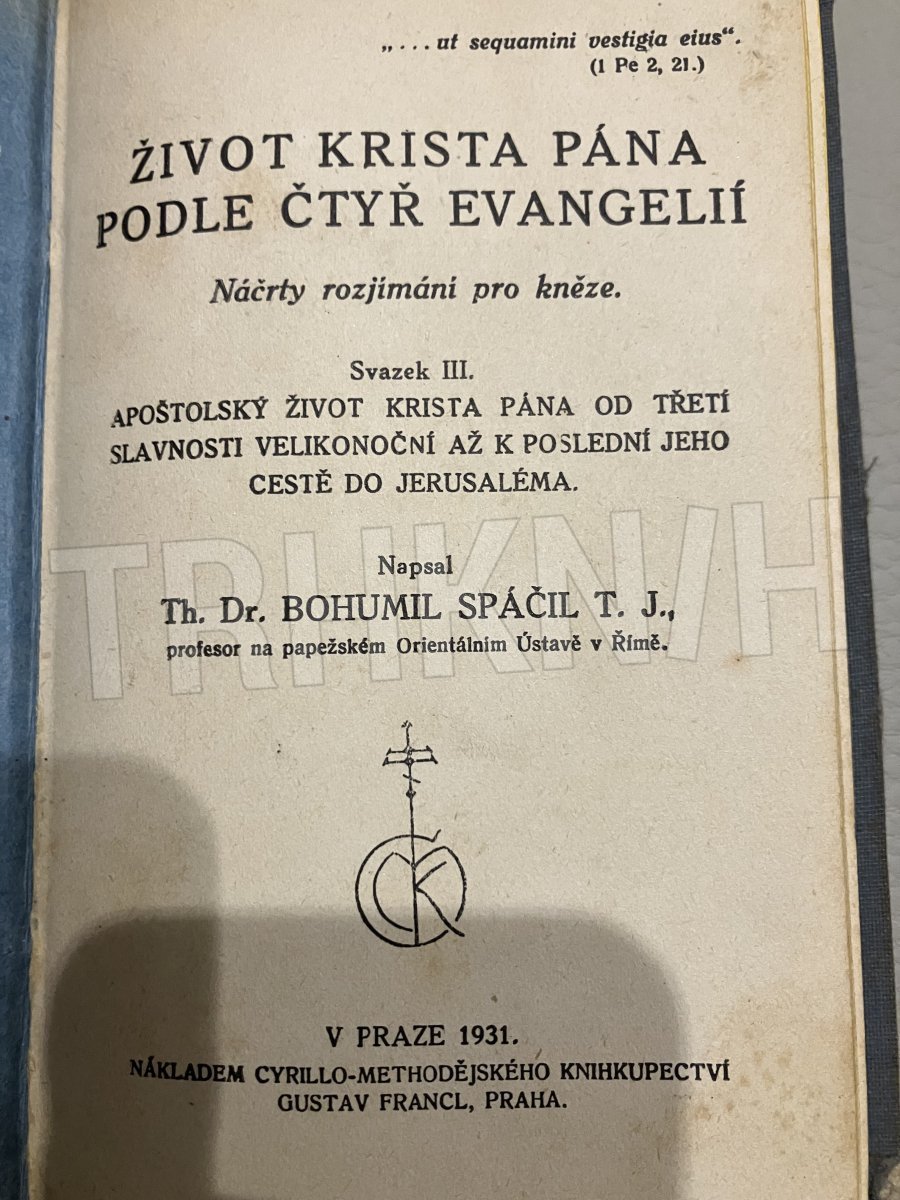 „... ut sequamini vestigia eius“.
(1 Pe 2, 21.)
ŽIVOT KRISTA PÁNA
PODLE ČTYŘ EVANGELIÍ
Náčrty rozjímání pro kněze.
Svazek III.
APOŠTOLSKÝ ŽIVOT KRISTA PÁNA OD TŘETÍ
SLAVNOSTI VELIKONOČNÍ AŽ K POSLEDNÍ JEHO
CESTĚ DO JERUSALÉMA.
Napsal
Th. Dr. BOHUMIL SPÁČIL T. J.,
profesor na papežském Orientálním Ústavě v Římě.
TRHKNIH
ČK
V PRAZE 1931.
NÁKLADEM CYRILLO-METHODĚJSKÉHO KNIHKUPECTVÍ
GUSTAV FRANCL, PRAHA.